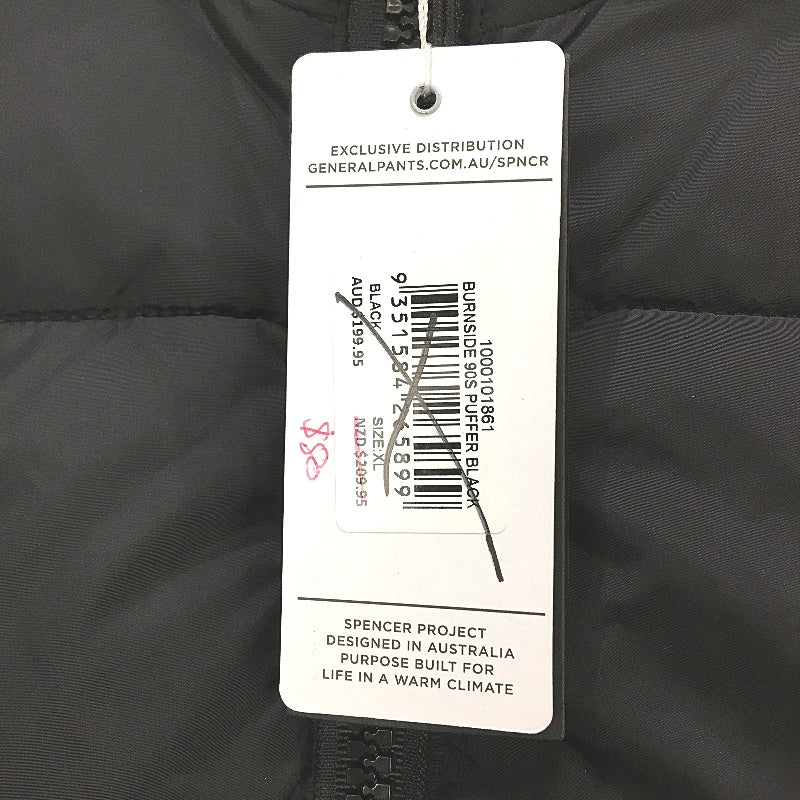 EXCLUSIVE DISTRIBUTION
GENERALPANTS.COM.AU/SPNCR
1000101861
BURNSIDE 90S PUFFER BLACK
9 351584 245899
BLACK SIZE:XL
AUD $199.95 NZD $209.95
$80
SPENCER PROJECT
DESIGNED IN AUSTRALIA
PURPOSE BUILT FOR
LIFE IN A WARM CLIMATE